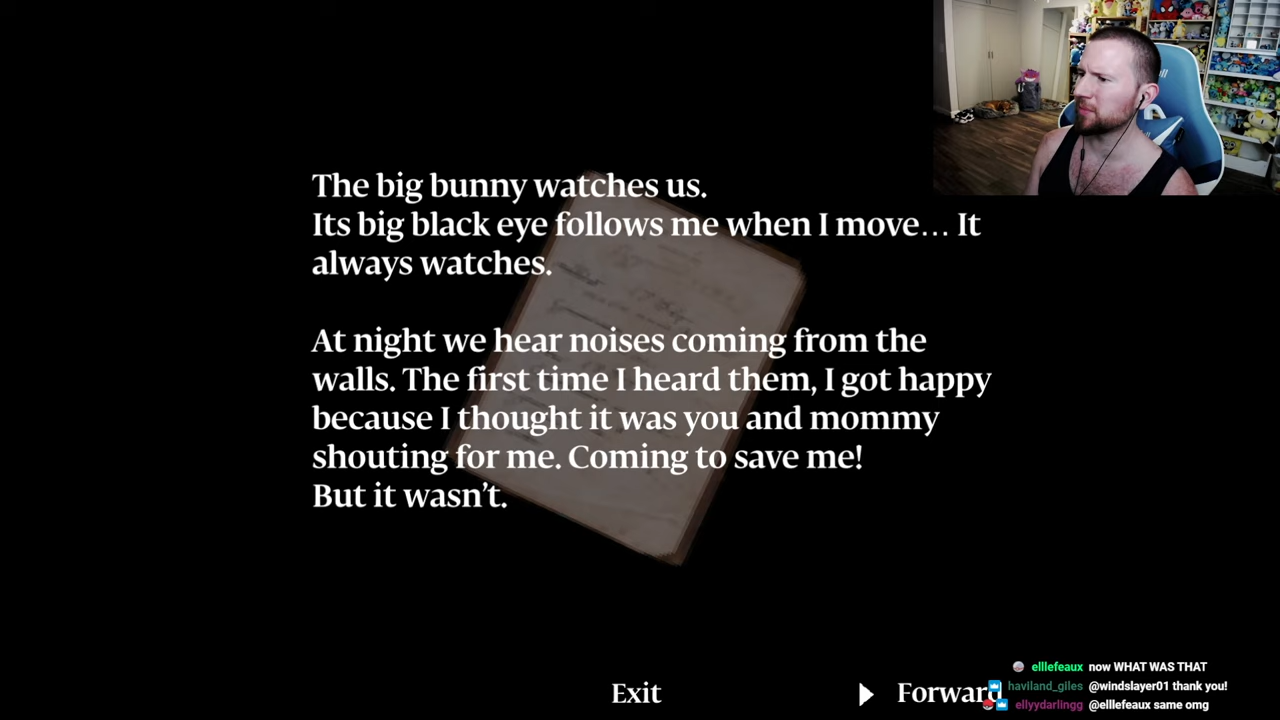 The big bunny watches us.
Its big black eye follows me when I move… It
always watches.
At night we hear noises coming from the
walls. The first time I heard them, I got happy
because I thought it was you and mommy
shouting for me. Coming to save me!
But it wasn’t.
Exit
Forward
elllefeaux now WHAT WAS THAT
haviland_giles @windslayer01 thank you!
ellyydarlingg @elllefeaux same omg